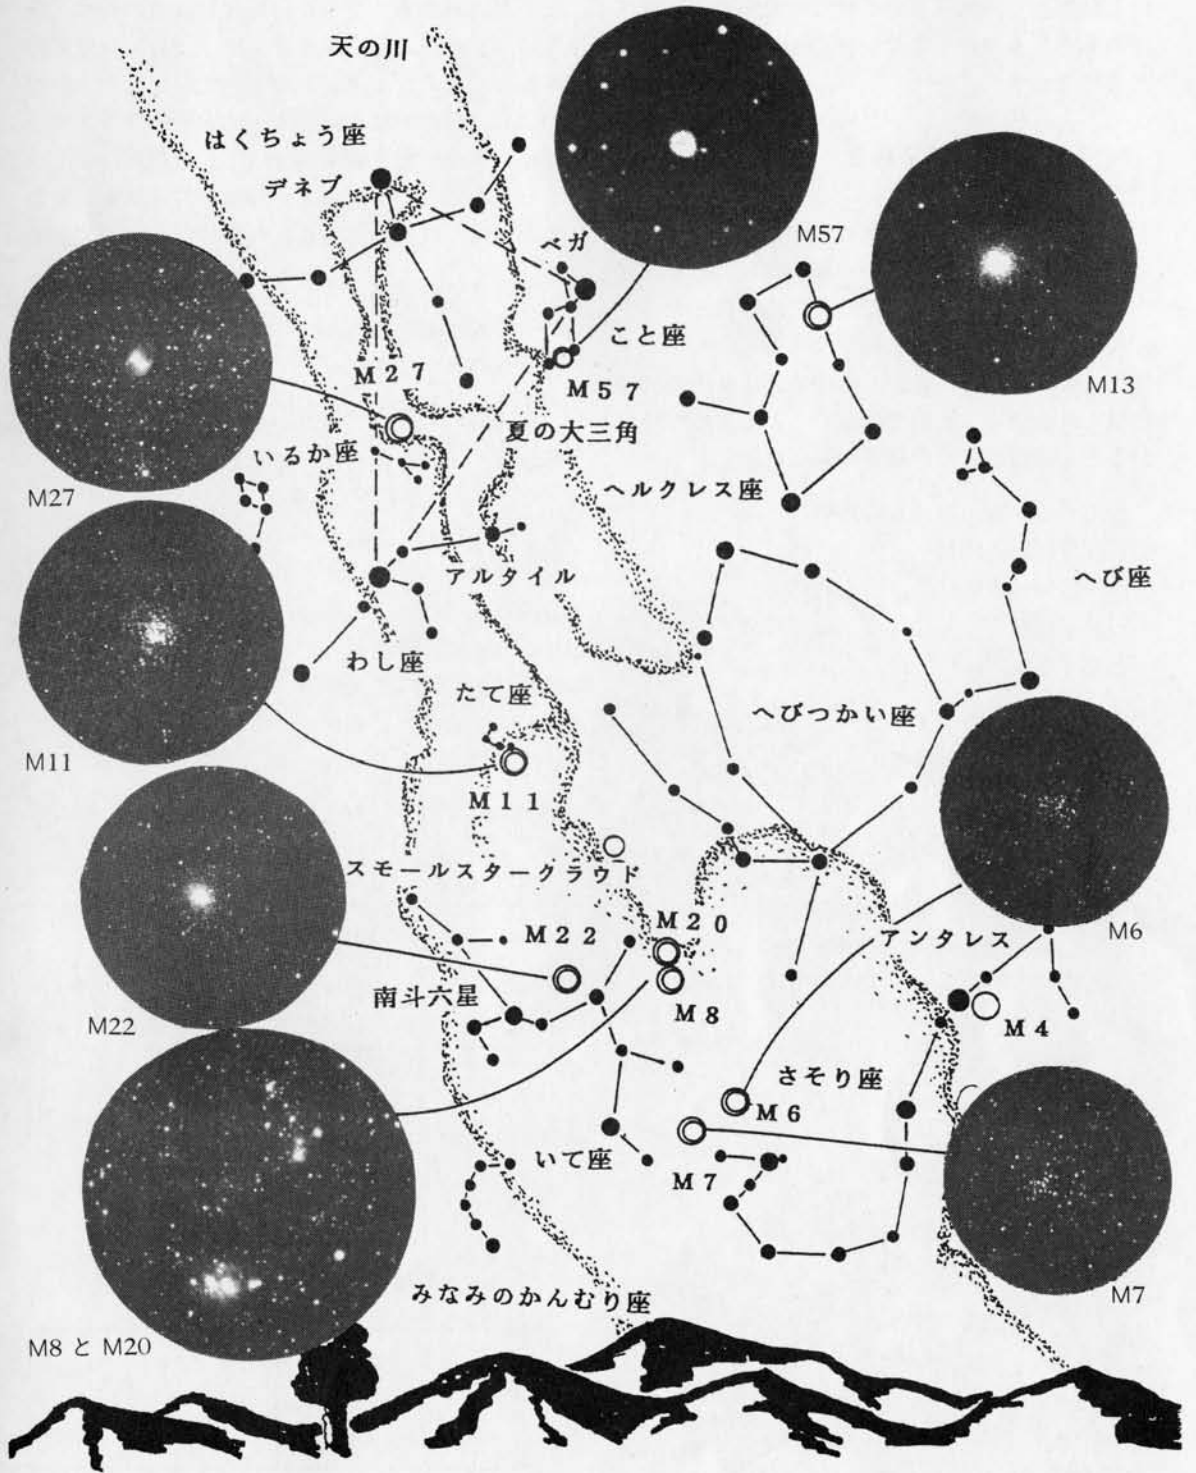 天の川
はくちょう座
デネブ
ベガ
M57
こと座
M27
M57
M13
夏の大三角
いるか座
ヘルクレス座
M27
アルタイル
へび座
わし座
たて座
へびつかい座
M11
M11
スモールスタークラウド
M20
M22
アンタレス
M6
南斗六星
M8
M4
M22
さそり座
M6
いて座
M7
みなみのかんむり座
M7
M8 と M20